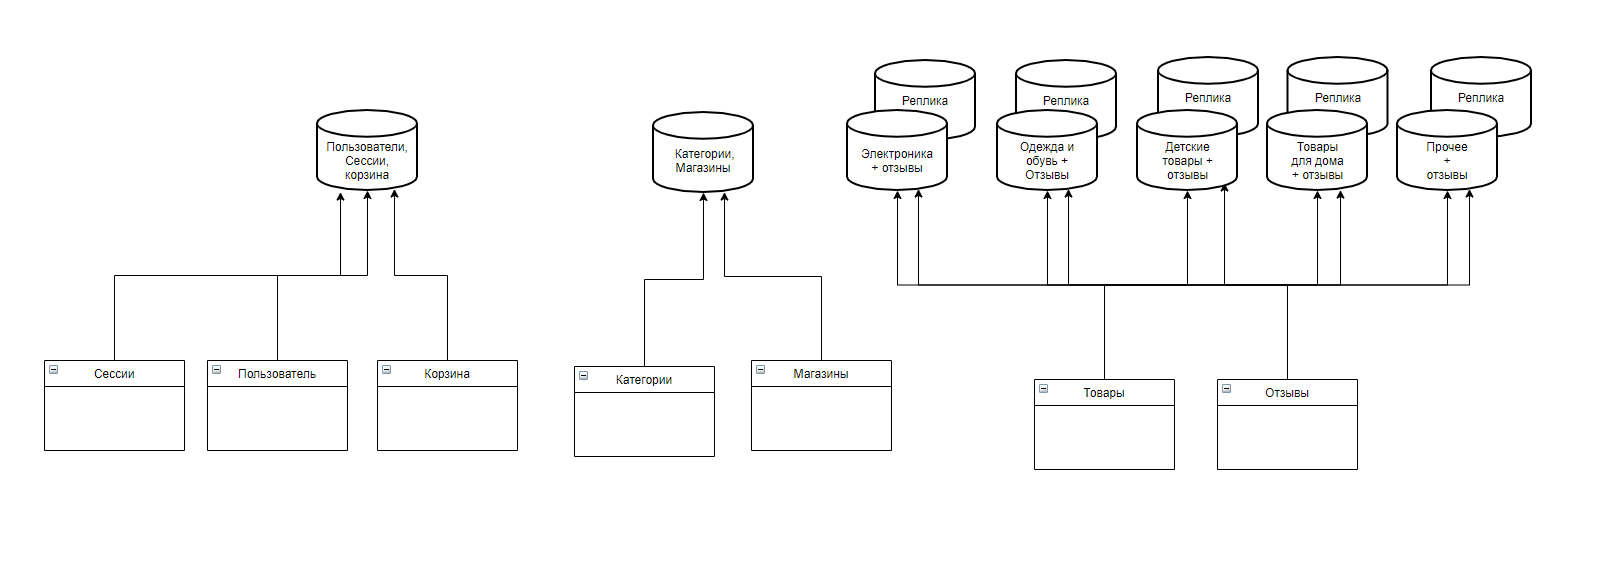 Реплика
Реплика
Реплика
Реплика
Реплика
Пользователи,
Сессии,
корзина
Категории,
Магазины
Электроника
+ отзывы
Одежда и
обувь +
Отзывы
Детские
товары +
отзывы
Товары
для дома
+ отзывы
Прочее
+
отзывы
Сессии
Пользователь
Корзина
Категории
Магазины
Товары
Отзывы